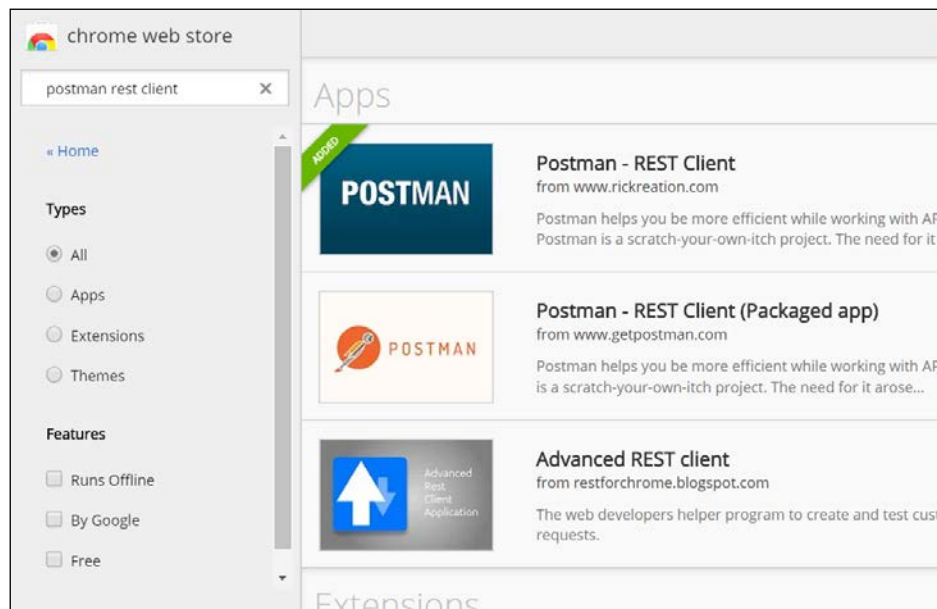 chrome web store
postman rest client
« Home
Types
All
Apps
Extensions
Themes
Features
Runs Offline
By Google
Free
Apps
ADDED
POSTMAN
Postman - REST Client
from www.rickreation.com
Postman helps you be more efficient while working with AP
Postman is a scratch-your-own-itch project. The need for it
POSTMAN
Postman - REST Client (Packaged app)
from www.getpostman.com
Postman helps you be more efficient while working with AP
is a scratch-your-own-itch project. The need for it arose...
Advanced
Rest
Client
Application
Advanced REST client
from restforchrome.blogspot.com
The web developers helper program to create and test cust
requests.
Extensions